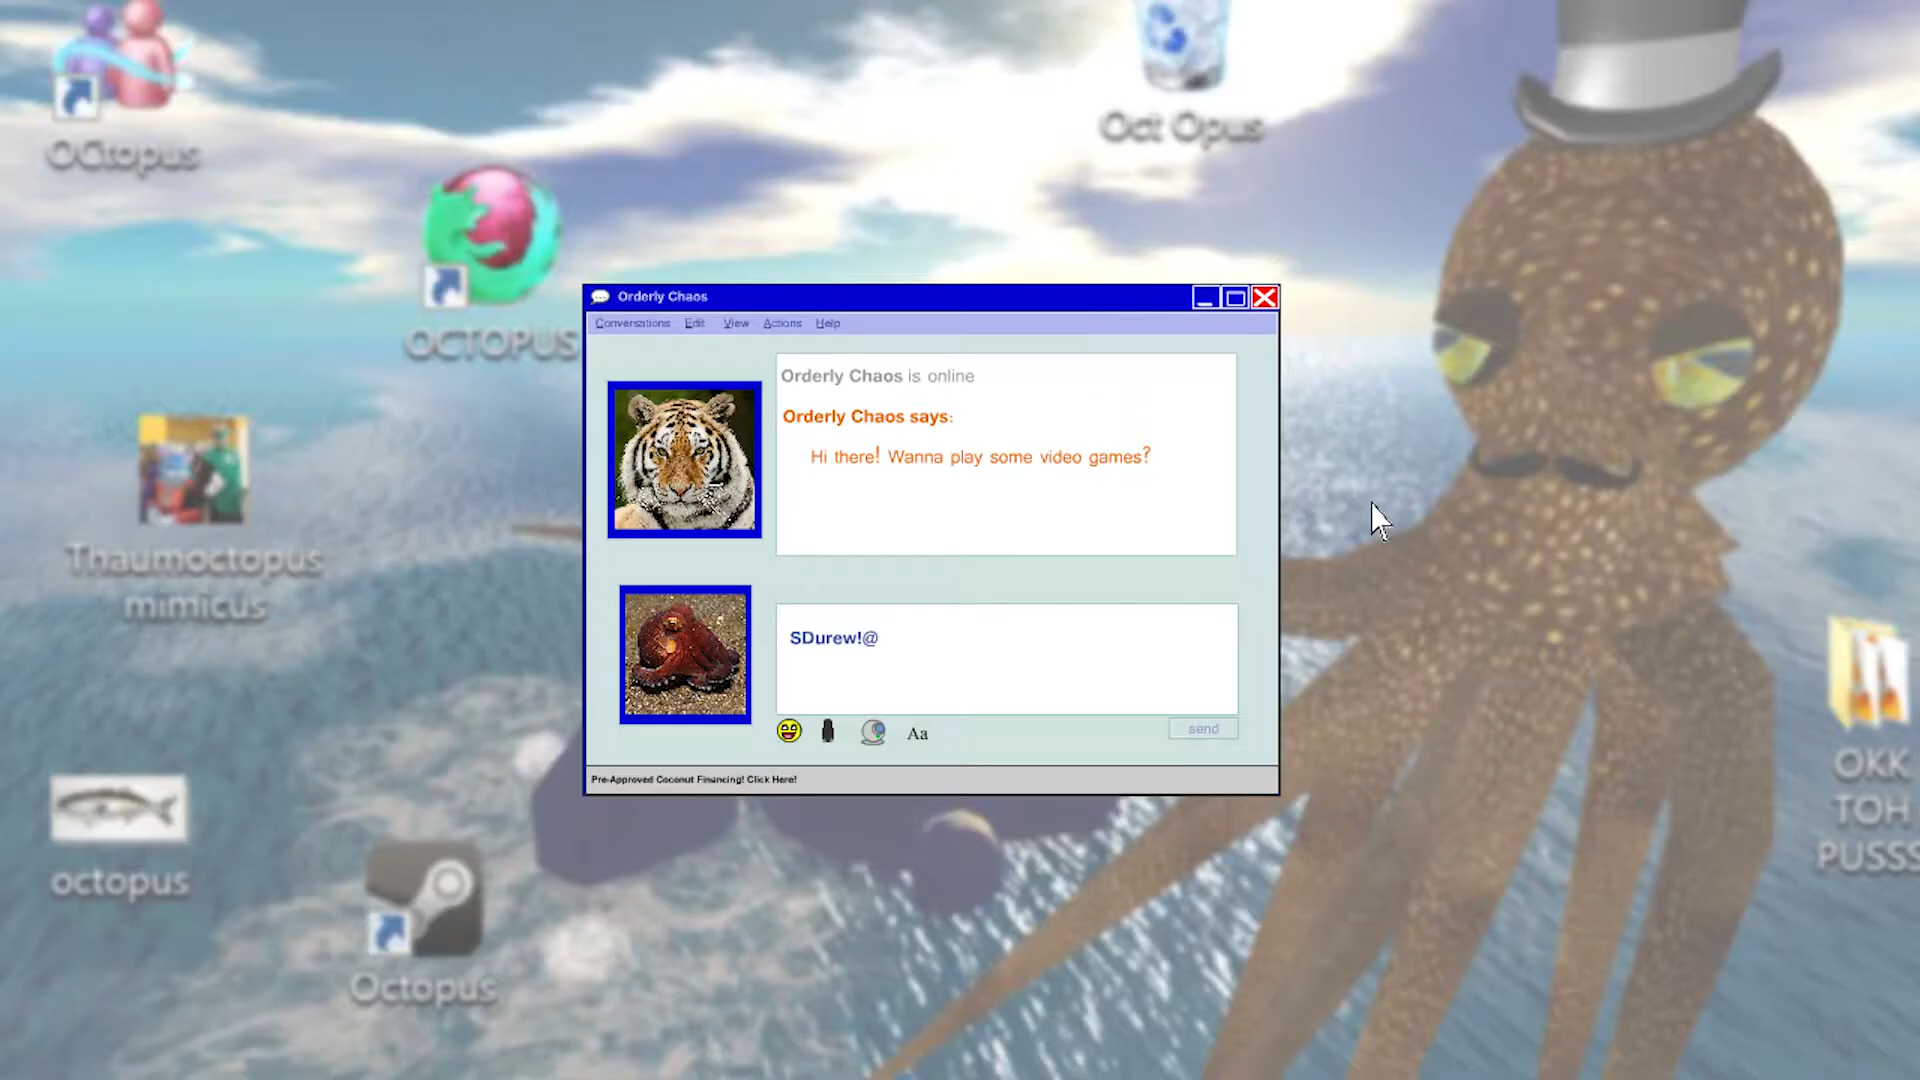 OCtopus
Oct Opus
OCTOPUS
Orderly Chaos
Conversations Edit View Actions Help
Orderly Chaos is online
Orderly Chaos says:
Hi there! Wanna play some video games?
Thaumoctopus
mimicus
SDurew!@
Aa
send
Pre-Approved Coconut Financing! Click Here!
octopus
Octopus
OKK
TOH
PUSSS